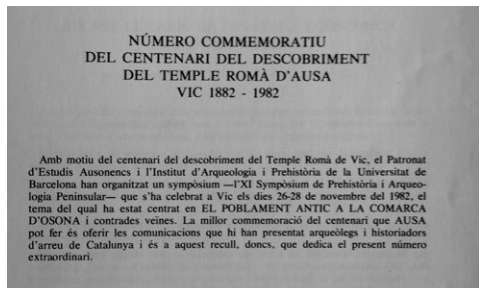 NÚMERO COMMEMORATIU
DEL CENTENARI DEL DESCOBRIMENT
DEL TEMPLE ROMÀ D'AUSA
VIC 1882 - 1982
Amb motiu del centenari del descobriment del Temple Romà de Vic, el Patronat
d'Estudis Ausonencs i l'Institut d'Arqueologia i Prehistòria de la Universitat de
Barcelona han organitzat un sympòsium —l'XI Sympòsium de Prehistòria i Arqueo-
logia Peninsular— que s'ha celebrat a Vic els dies 26-28 de novembre del 1982, el
tema del qual ha estat centrat en EL POBLAMENT ANTIC A LA COMARCA
D'OSONA i contrades veïnes. La millor commemoració del centenari que AUSA
pot fer és oferir les comunicacions que hi han presentat arqueòlegs i historiadors
d'arreu de Catalunya i és a aquest recull, doncs, que dedica el present número
extraordinari.